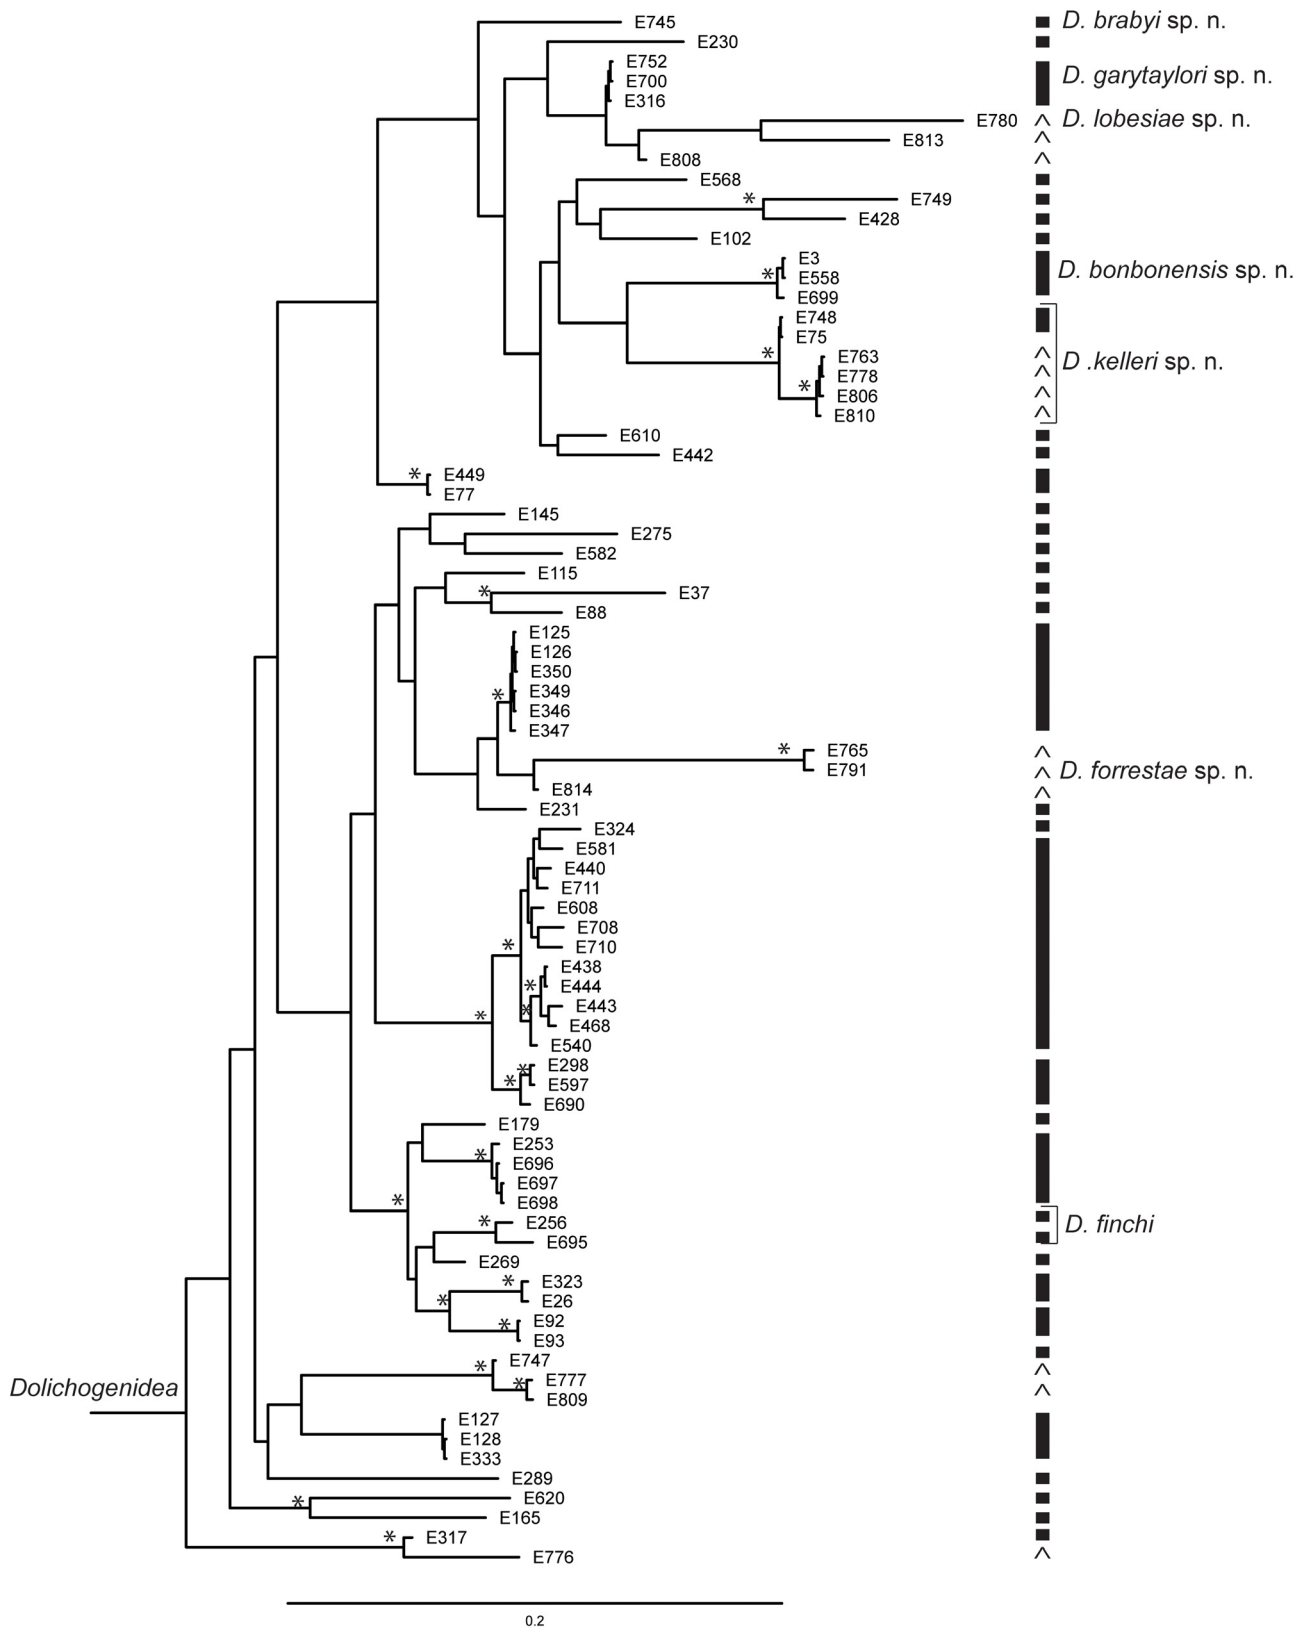 E745 D. brabyi sp. n.
E230
E752
E700 D. garytaylori sp. n.
E316
E780 D. lobesiae sp. n.
E813
E808
E568
E749
*
E428
E102
E3
* E558 D. bonbonensis sp. n.
E699
E748
E75
* E763 D .kelleri sp. n.
E778
* E806
E810
E610
E442
* E449
E77
E145
E275
E582
E115
* E37
E88
E125
E126
E350
* E349
E346
E347
* E765
E791 D. forrestae sp. n.
E814
E231
E324
E581
E440
E711
E608
E708
* E710
E438
* E444
* E443
* E468
E540
* E298
* E597
E690
E179
E253
* E696
E697
* E698
* E256 D. finchi
E695
E269
* E323
* E26
* E92
E93
* E747
* E777
Dolichogenidea E809
E127
E128
E333
E289
* E620
E165
* E317
E776
0.2